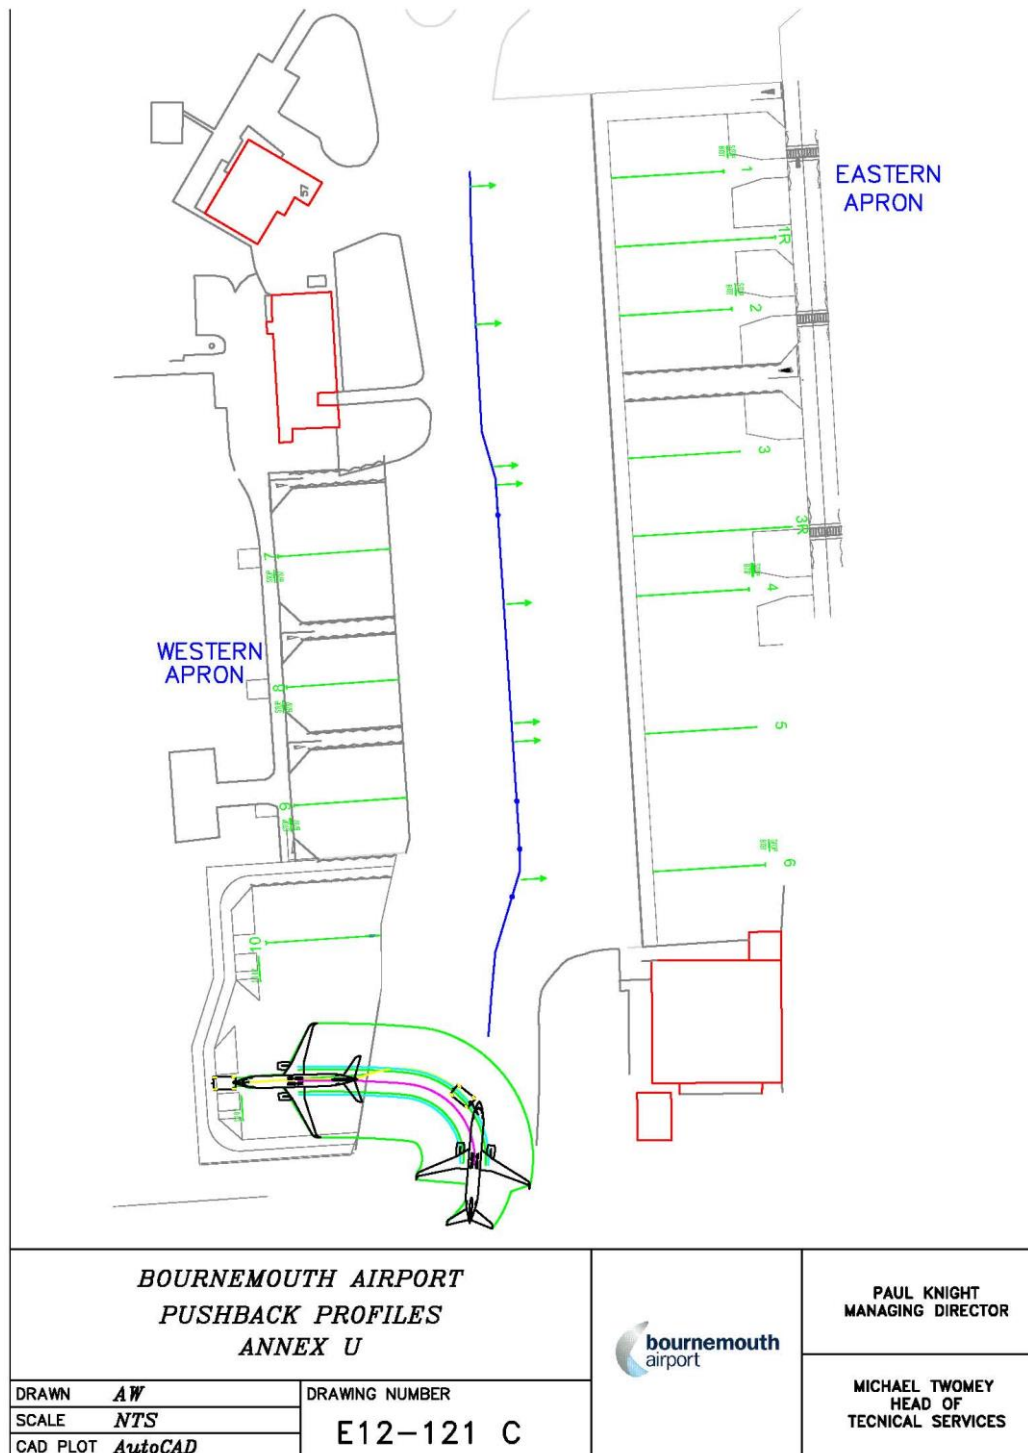 EASTERN
APRON
57
1
1R
2
3
3R
4
5
6
7
WESTERN
APRON
8
9
10
BOURNEMOUTH AIRPORT
PUSHBACK PROFILES
ANNEX U
bournemouth
airport
PAUL KNIGHT
MANAGING DIRECTOR
MICHAEL TWOMEY
HEAD OF
TECNICAL SERVICES
DRAWN AW
SCALE NTS
CAD PLOT AutoCAD
DRAWING NUMBER
E12-121 C